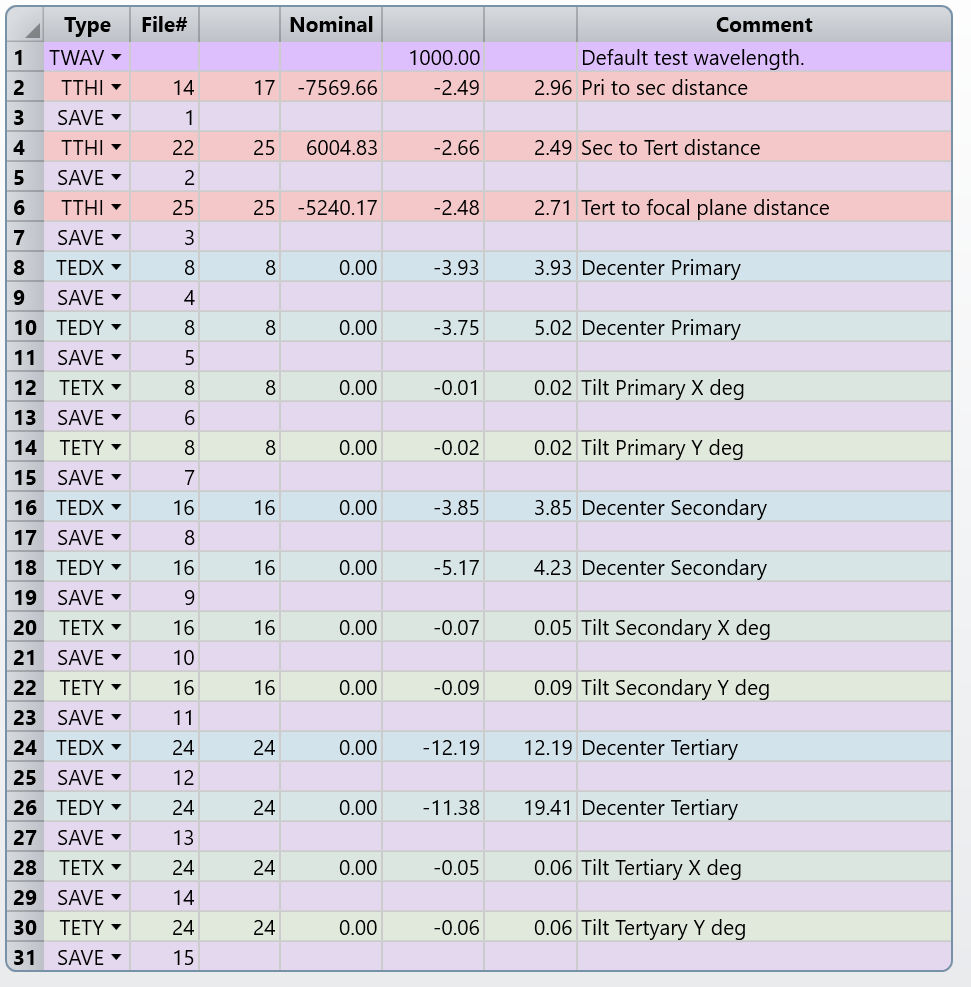 Type File# Nominal Comment
1 TWAV 1000.00 Default test wavelength.
2 TTHI 14 17 -7569.66 -2.49 2.96 Pri to sec distance
3 SAVE 1
4 TTHI 22 25 6004.83 -2.66 2.49 Sec to Tert distance
5 SAVE 2
6 TTHI 25 25 -5240.17 -2.48 2.71 Tert to focal plane distance
7 SAVE 3
8 TEDX 8 8 0.00 -3.93 3.93 Decenter Primary
9 SAVE 4
10 TEDY 8 8 0.00 -3.75 5.02 Decenter Primary
11 SAVE 5
12 TETX 8 8 0.00 -0.01 0.02 Tilt Primary X deg
13 SAVE 6
14 TETY 8 8 0.00 -0.02 0.02 Tilt Primary Y deg
15 SAVE 7
16 TEDX 16 16 0.00 -3.85 3.85 Decenter Secondary
17 SAVE 8
18 TEDY 16 16 0.00 -5.17 4.23 Decenter Secondary
19 SAVE 9
20 TETX 16 16 0.00 -0.07 0.05 Tilt Secondary X deg
21 SAVE 10
22 TETY 16 16 0.00 -0.09 0.09 Tilt Secondary Y deg
23 SAVE 11
24 TEDX 24 24 0.00 -12.19 12.19 Decenter Tertiary
25 SAVE 12
26 TEDY 24 24 0.00 -11.38 19.41 Decenter Tertiary
27 SAVE 13
28 TETX 24 24 0.00 -0.05 0.06 Tilt Tertiary X deg
29 SAVE 14
30 TETY 24 24 0.00 -0.06 0.06 Tilt Tertyary Y deg
31 SAVE 15